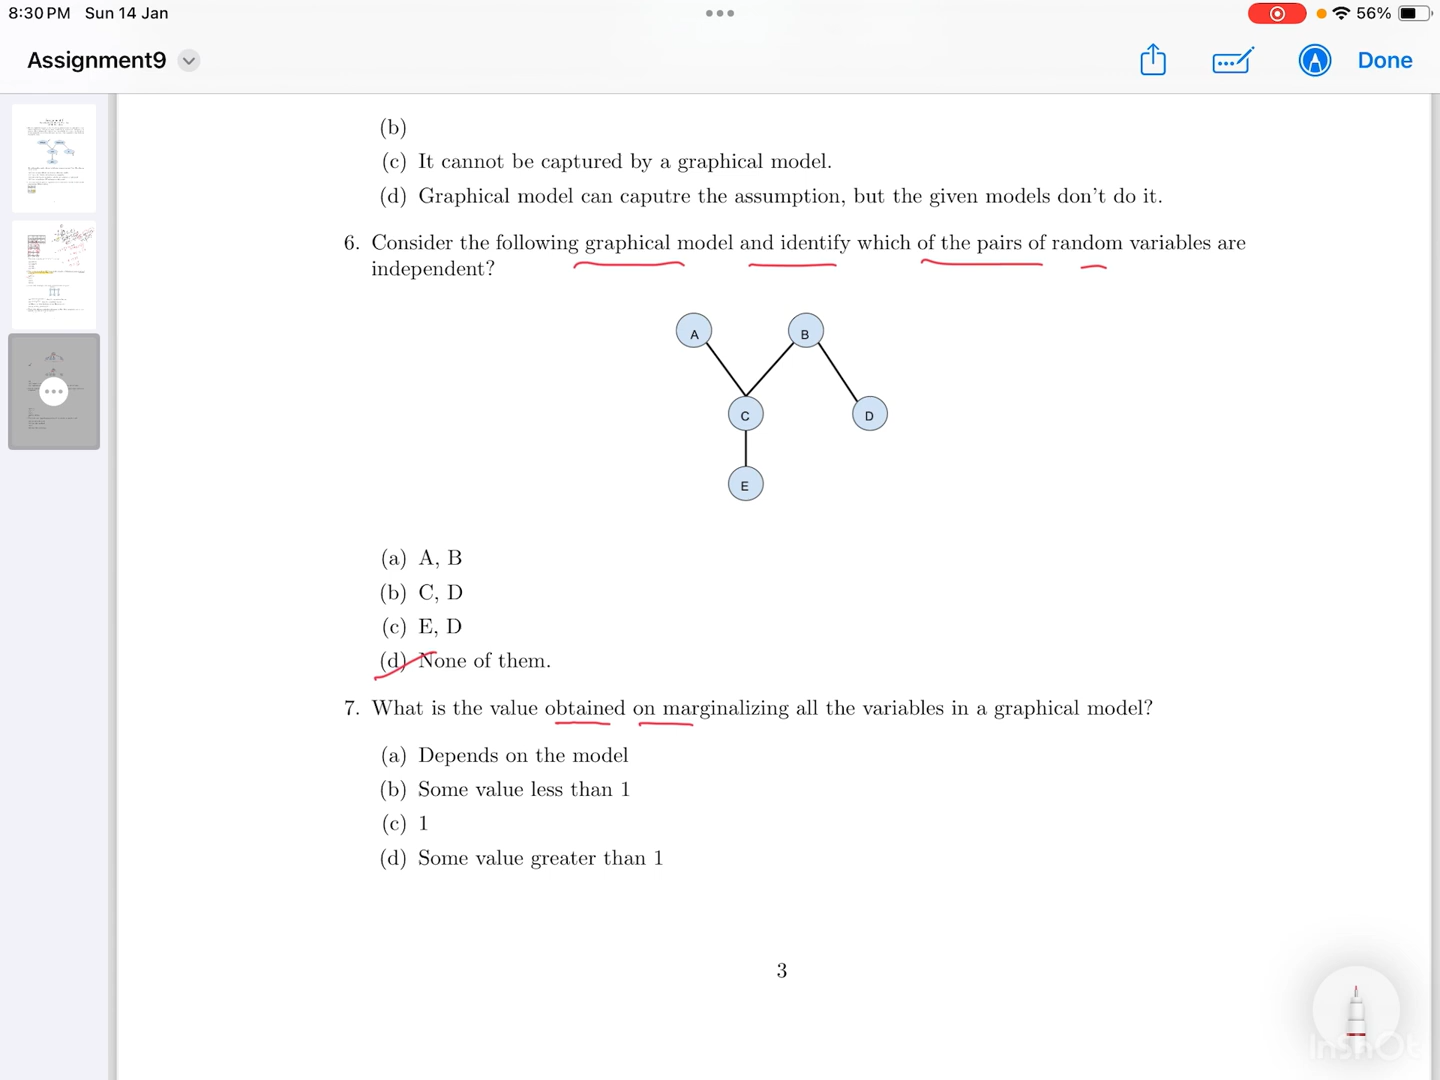 8:30 PM Sun 14 Jan
56%
Assignment9
Done
(b)
(c) It cannot be captured by a graphical model.
(d) Graphical model can caputre the assumption, but the given models don't do it.
6. Consider the following graphical model and identify which of the pairs of random variables are
independent?
A
B
C
D
E
(a) A, B
(b) C, D
(c) E, D
(d) None of them.
7. What is the value obtained on marginalizing all the variables in a graphical model?
(a) Depends on the model
(b) Some value less than 1
(c) 1
(d) Some value greater than 1
3
InShOt